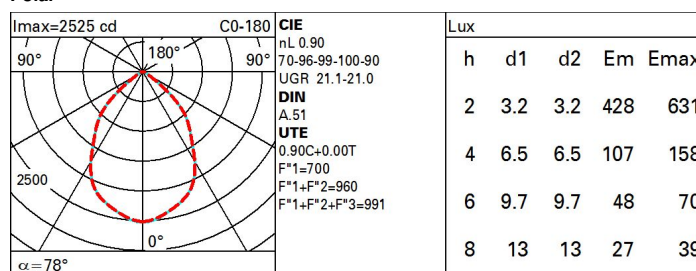 Imax=2525 cd C0-180
90° 180° 90°
2500
0°
α=78°
CIE
nL 0.90
70-96-99-100-90
UGR 21.1-21.0
DIN
A.51
UTE
0.90C+0.00T
F"1=700
F"1+F"2=960
F"1+F"2+F"3=991
Lux
h d1 d2 Em Emax
2 3.2 3.2 428 631
4 6.5 6.5 107 158
6 9.7 9.7 48 70
8 13 13 27 39